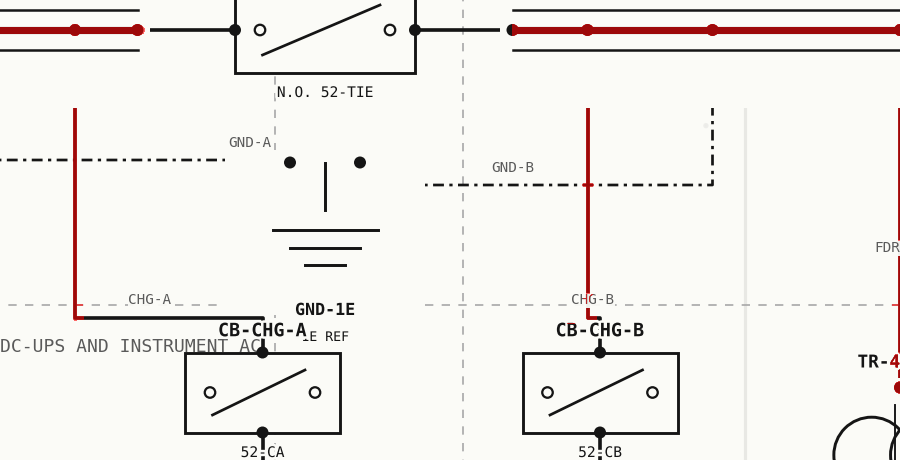 N.O. 52-TIE
GND-A
GND-B
FDR
CHG-A
CHG-B
GND-1E
CB-CHG-A
CB-CHG-B
1E REF
DC-UPS AND INSTRUMENT AC
TR-4
52-CA
52-CB